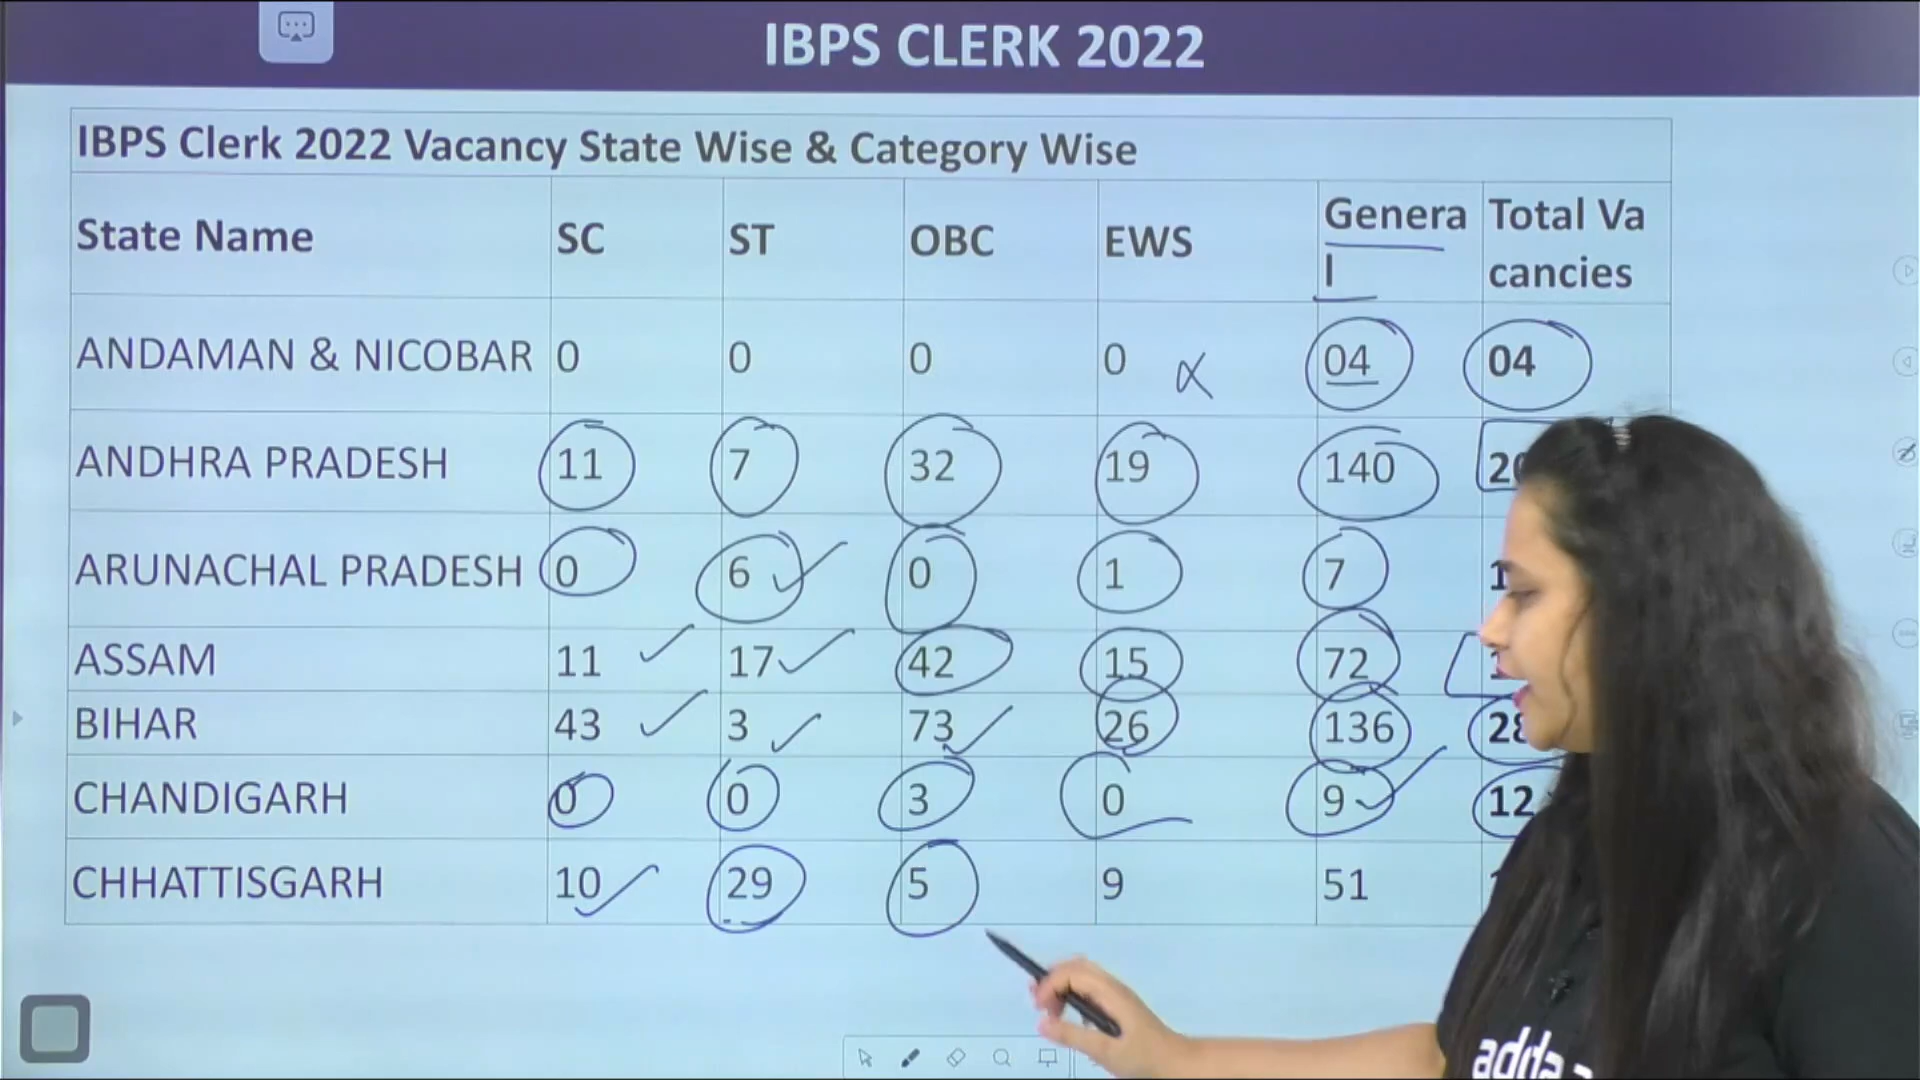 IBPS CLERK 2022
IBPS Clerk 2022 Vacancy State Wise & Category Wise
State Name SC ST OBC EWS Genera l Total Va cancies
ANDAMAN & NICOBAR 0 0 0 0 04 04
ANDHRA PRADESH 11 7 32 19 140
ARUNACHAL PRADESH 0 6 0 1 7
ASSAM 11 17 42 15 72
BIHAR 43 3 73 26 136
CHANDIGARH 0 0 3 0 9 12
CHHATTISGARH 10 29 5 9 51
adda